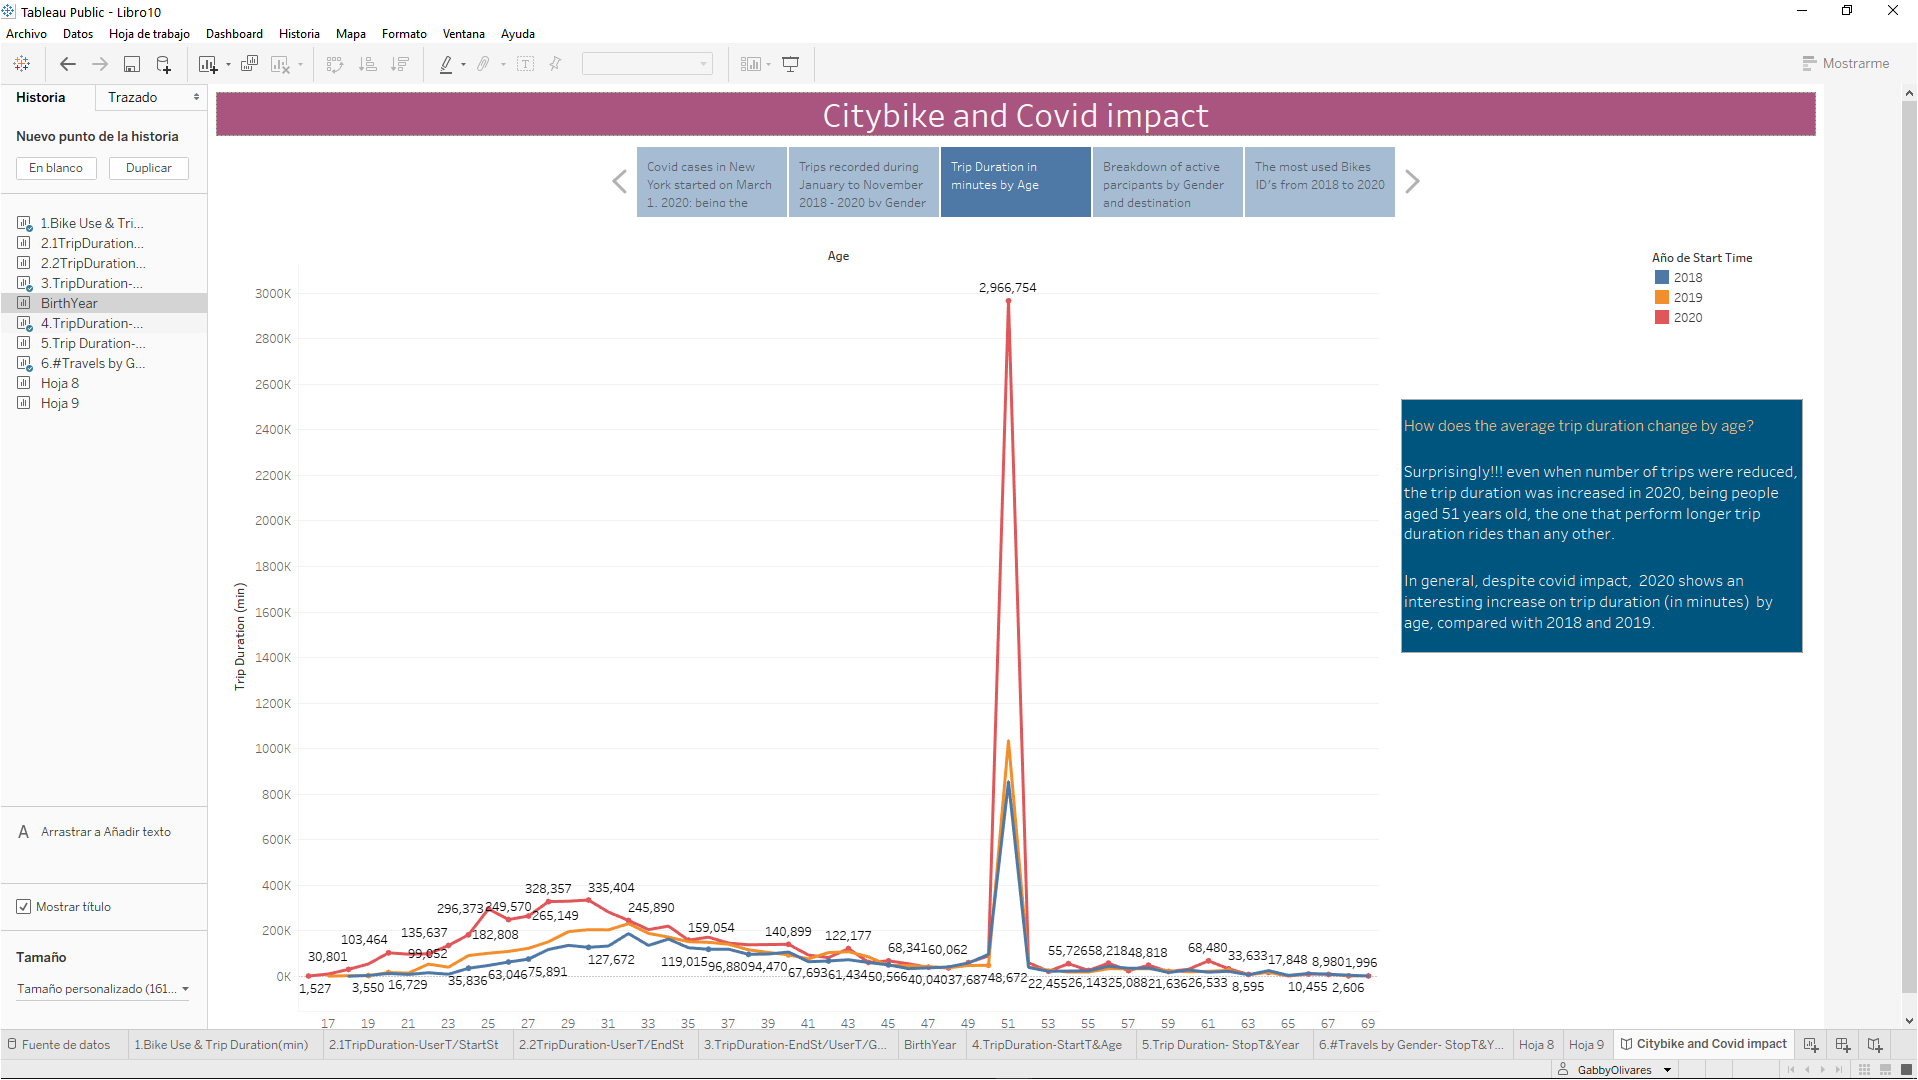 Tableau Public - Libro10
Archivo Datos Hoja de trabajo Dashboard Historia Mapa Formato Ventana Ayuda
Mostrarme
Historia Trazado
Nuevo punto de la historia
En blanco Duplicar
1.Bike Use & Tri...
2.1TripDuration...
2.2TripDuration...
3.TripDuration-...
BirthYear
4.TripDuration-...
5.Trip Duration-...
6.#Travels by G...
Hoja 8
Hoja 9
A Arrastrar a Añadir texto
Mostrar título
Tamaño
Tamaño personalizado (161...
Citybike and Covid impact
Covid cases in New
York started on March
1, 2020; being the
Trips recorded during
January to November
2018 - 2020 by Gender
Trip Duration in
minutes by Age
Breakdown of active
parcipants by Gender
and destination
The most used Bikes
ID's from 2018 to 2020
Age
Trip Duration (min)
3000K
2800K
2600K
2400K
2200K
2000K
1800K
1600K
1400K
1200K
1000K
800K
600K
400K
200K
0K
2,966,754
328,357 335,404
296,373 249,570 265,149 245,890
135,637 182,808 159,054
103,464 99,052 140,899 122,177
30,801 127,672 68,341 60,062 55,726 58,218 48,818 68,480 33,633 17,848 8,980 1,996
1,527 3,550 16,729 35,836 63,046 75,891 119,015 96,880 94,470 67,693 61,434 50,566 40,040 37,687 48,672 22,455 26,143 25,088 21,636 26,533 8,595 10,455 2,606
17 19 21 23 25 27 29 31 33 35 37 39 41 43 45 47 49 51 53 55 57 59 61 63 65 67 69
Año de Start Time
2018
2019
2020
How does the average trip duration change by age?
Surprisingly!!! even when number of trips were reduced,
the trip duration was increased in 2020, being people
aged 51 years old, the one that perform longer trip
duration rides than any other.
In general, despite covid impact, 2020 shows an
interesting increase on trip duration (in minutes) by
age, compared with 2018 and 2019.
Fuente de datos 1.Bike Use & Trip Duration(min) 2.1TripDuration-UserT/StartSt 2.2TripDuration-UserT/EndSt 3.TripDuration-EndSt/UserT/G... BirthYear 4.TripDuration-StartT&Age 5.Trip Duration- StopT&Year 6.#Travels by Gender- StopT&Y... Hoja 8 Hoja 9 Citybike and Covid impact
GabbyOlivares